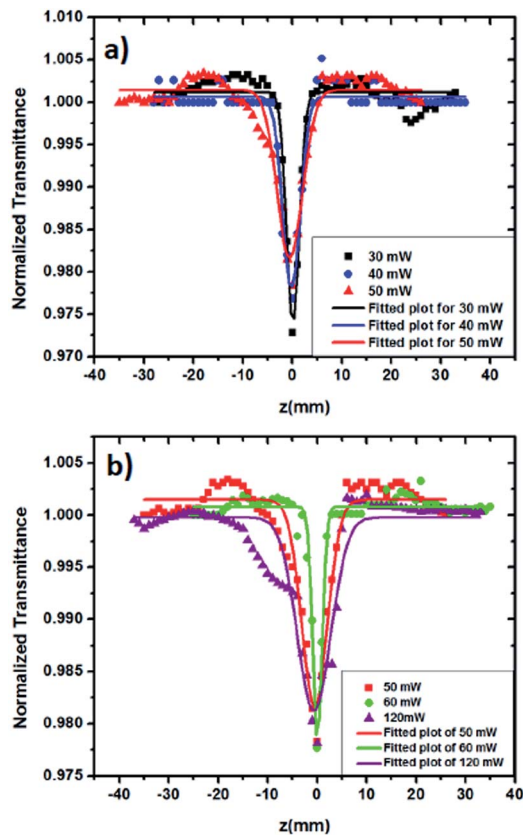 a)
Normalized Transmittance
1.010
1.005
1.000
0.995
0.990
0.985
0.980
0.975
0.970
30 mW
40 mW
50 mW
Fitted plot for 30 mW
Fitted plot for 40 mW
Fitted plot for 50 mW
-40 -30 -20 -10 0 10 20 30 40
z(mm)
b)
Normalized Transmittance
1.005
1.000
0.995
0.990
0.985
0.980
0.975
50 mW
60 mW
120mW
Fitted plot of 50 mW
Fitted plot of 60 mW
Fitted plot of 120 mW
-40 -30 -20 -10 0 10 20 30 40
z(mm)